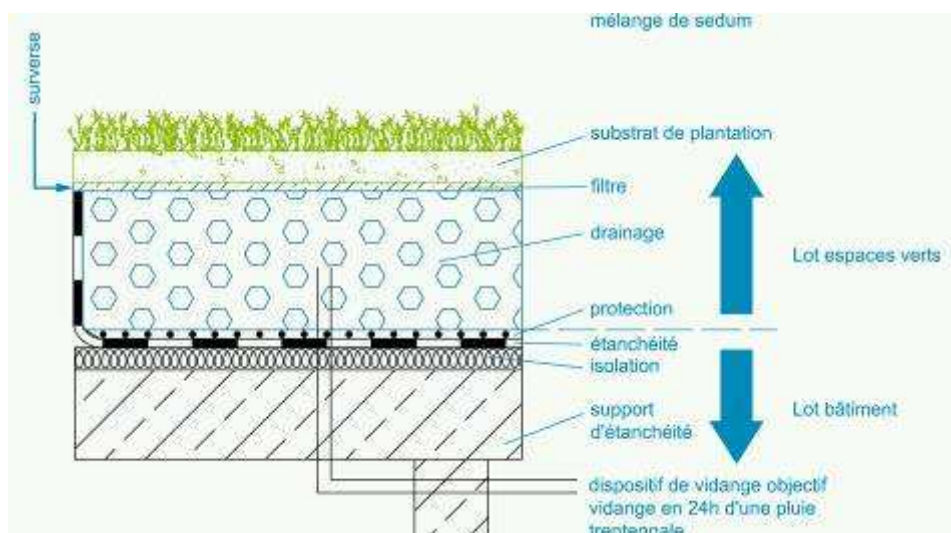 mélange de sedum
surverse
substrat de plantation
filtre
drainage
Lot espaces verts
protection
étanchéité
isolation
Lot bâtiment
support
d'étanchéité
dispositif de vidange objectif
vidange en 24h d'une pluie
trentennale